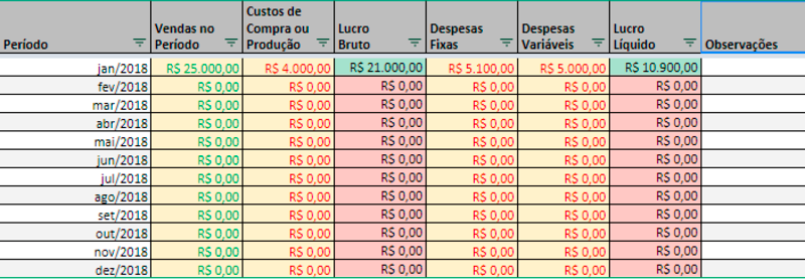 Período Vendas no Período Custos de Compra ou Produção Lucro Bruto Despesas Fixas Despesas Variáveis Lucro Líquido Observações
jan/2018 R$ 25.000,00 R$ 4.000,00 R$ 21.000,00 R$ 5.100,00 R$ 5.000,00 R$ 10.900,00
fev/2018 R$ 0,00 R$ 0,00 R$ 0,00 R$ 0,00 R$ 0,00 R$ 0,00
mar/2018 R$ 0,00 R$ 0,00 R$ 0,00 R$ 0,00 R$ 0,00 R$ 0,00
abr/2018 R$ 0,00 R$ 0,00 R$ 0,00 R$ 0,00 R$ 0,00 R$ 0,00
mai/2018 R$ 0,00 R$ 0,00 R$ 0,00 R$ 0,00 R$ 0,00 R$ 0,00
jun/2018 R$ 0,00 R$ 0,00 R$ 0,00 R$ 0,00 R$ 0,00 R$ 0,00
jul/2018 R$ 0,00 R$ 0,00 R$ 0,00 R$ 0,00 R$ 0,00 R$ 0,00
ago/2018 R$ 0,00 R$ 0,00 R$ 0,00 R$ 0,00 R$ 0,00 R$ 0,00
set/2018 R$ 0,00 R$ 0,00 R$ 0,00 R$ 0,00 R$ 0,00 R$ 0,00
out/2018 R$ 0,00 R$ 0,00 R$ 0,00 R$ 0,00 R$ 0,00 R$ 0,00
nov/2018 R$ 0,00 R$ 0,00 R$ 0,00 R$ 0,00 R$ 0,00 R$ 0,00
dez/2018 R$ 0,00 R$ 0,00 R$ 0,00 R$ 0,00 R$ 0,00 R$ 0,00